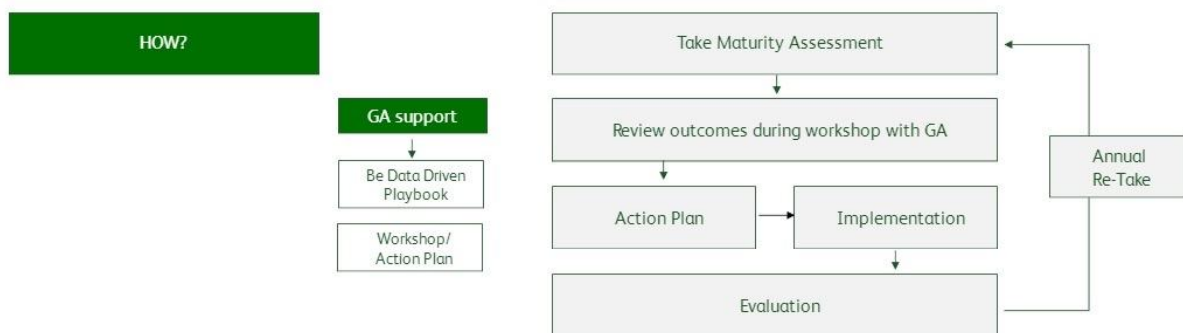 HOW?
Take Maturity Assessment
GA support
Review outcomes during workshop with GA
Be Data Driven
Playbook
Annual
Re-Take
Action Plan
Implementation
Workshop/
Action Plan
Evaluation